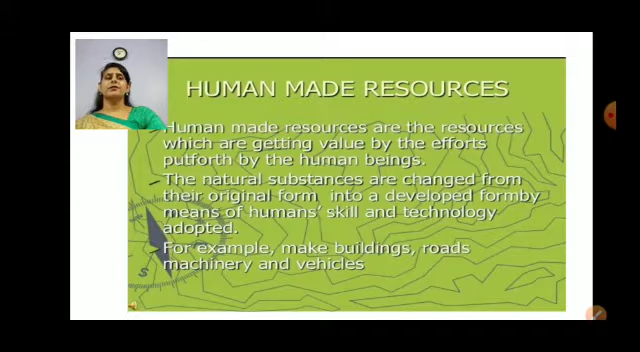 HUMAN MADE RESOURCES
Human made resources are the resources
which are getting value by the efforts
putforth by the human beings.
The natural substances are changed from
their original form into a developed formby
means of humans' skill and technology
adopted.
For example, make buildings, roads
machinery and vehicles
S